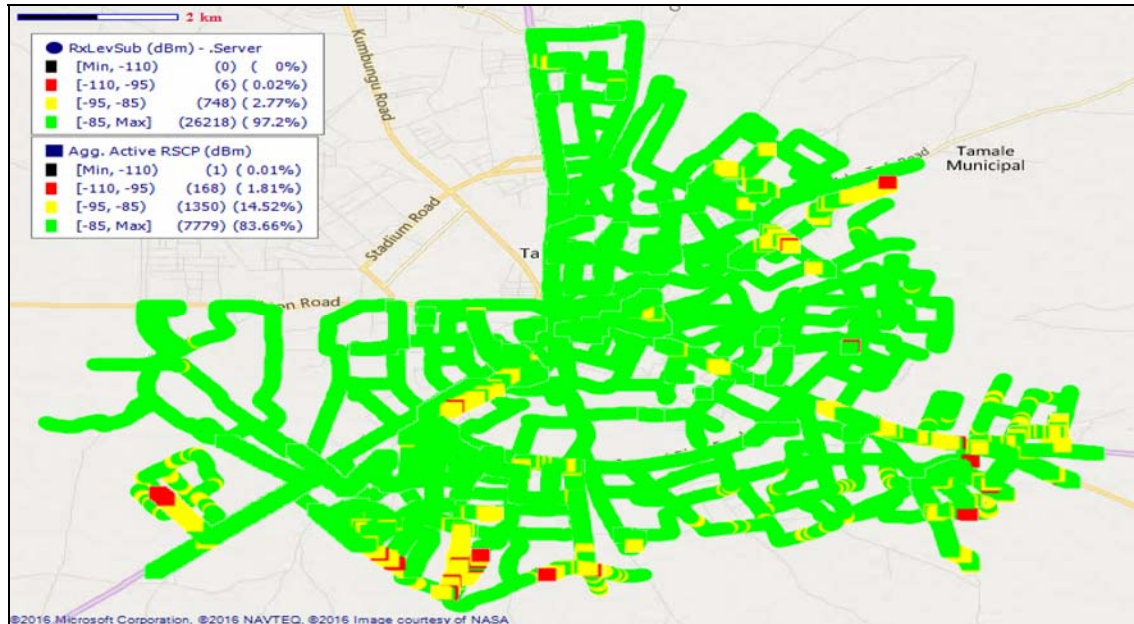 2 km
RxLevSub (dBm) - .Server
[Min, -110) (0) ( 0%)
[-110, -95) (6) ( 0.02%)
[-95, -85) (748) ( 2.77%)
[-85, Max] (26218) ( 97.2%)
Agg. Active RSCP (dBm)
[Min, -110) (1) ( 0.01%)
[-110, -95) (168) ( 1.81%)
[-95, -85) (1350) (14.52%)
[-85, Max] (7779) (83.66%)
Kumbungu Road
Tamale
Municipal
Road
Stadium Road
Ta
Road
©2016 Microsoft Corporation, ©2016 NAVTEQ, ©2016 Image courtesy of NASA